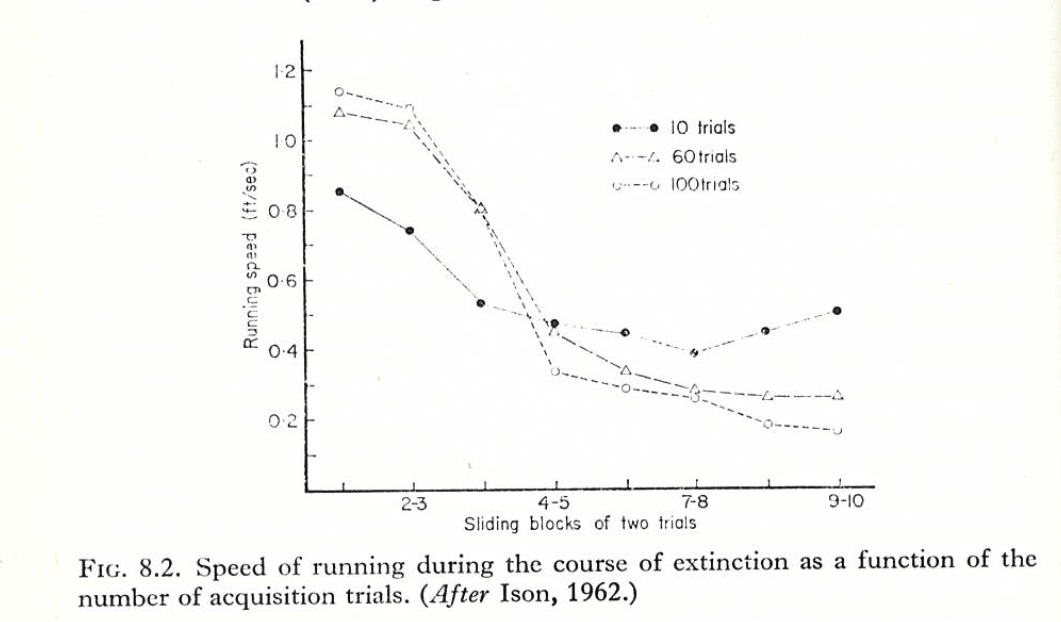 1·2
1·0
0·8
0·6
0·4
0·2
Running speed (ft/sec)
10 trials
60 trials
100 trials
2-3
4-5
7-8
9-10
Sliding blocks of two trials
FIG. 8.2. Speed of running during the course of extinction as a function of the
number of acquisition trials. (After Ison, 1962.)